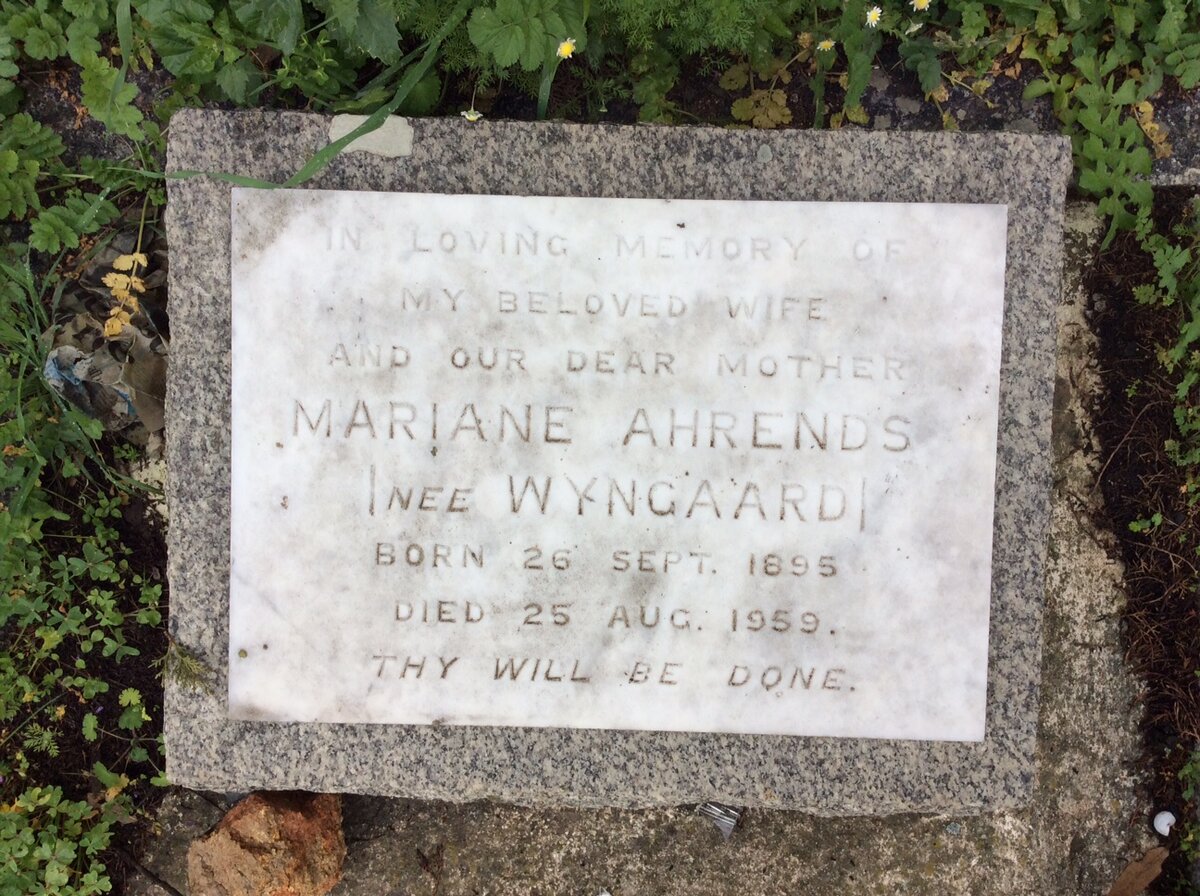 IN LOVING MEMORY OF
MY BELOVED WIFE
AND OUR DEAR MOTHER
MARIANE AHRENDS
|NEE WYNGAARD|
BORN 26 SEPT. 1895
DIED 25 AUG. 1959.
THY WILL BE DONE.